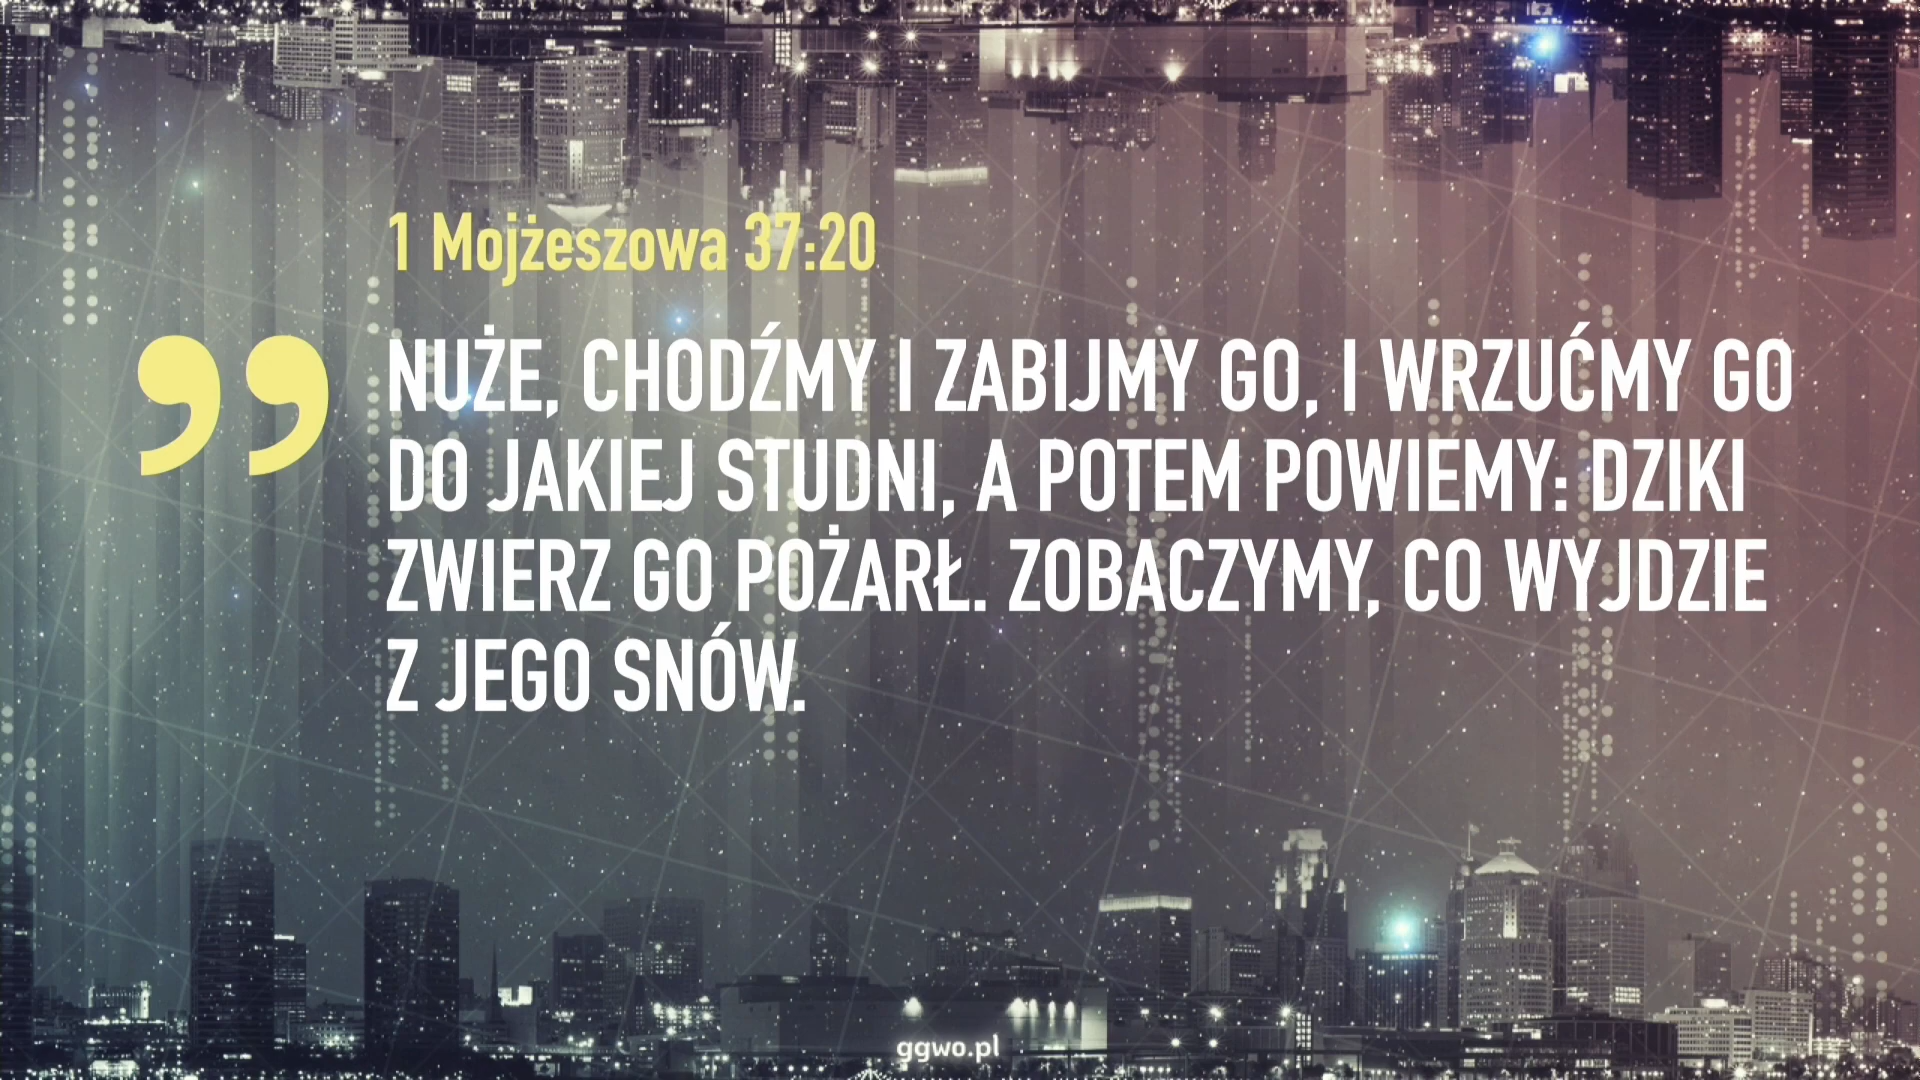 1 Mojżeszowa 37:20
NUŻE, CHODŹMY I ZABIJMY GO, I WRZUĆMY GO
DO JAKIEJ STUDNI, A POTEM POWIEMY: DZIKI
ZWIERZ GO POŻARŁ. ZOBACZYMY, CO WYJDZIE
Z JEGO SNÓW.
ggwo.pl